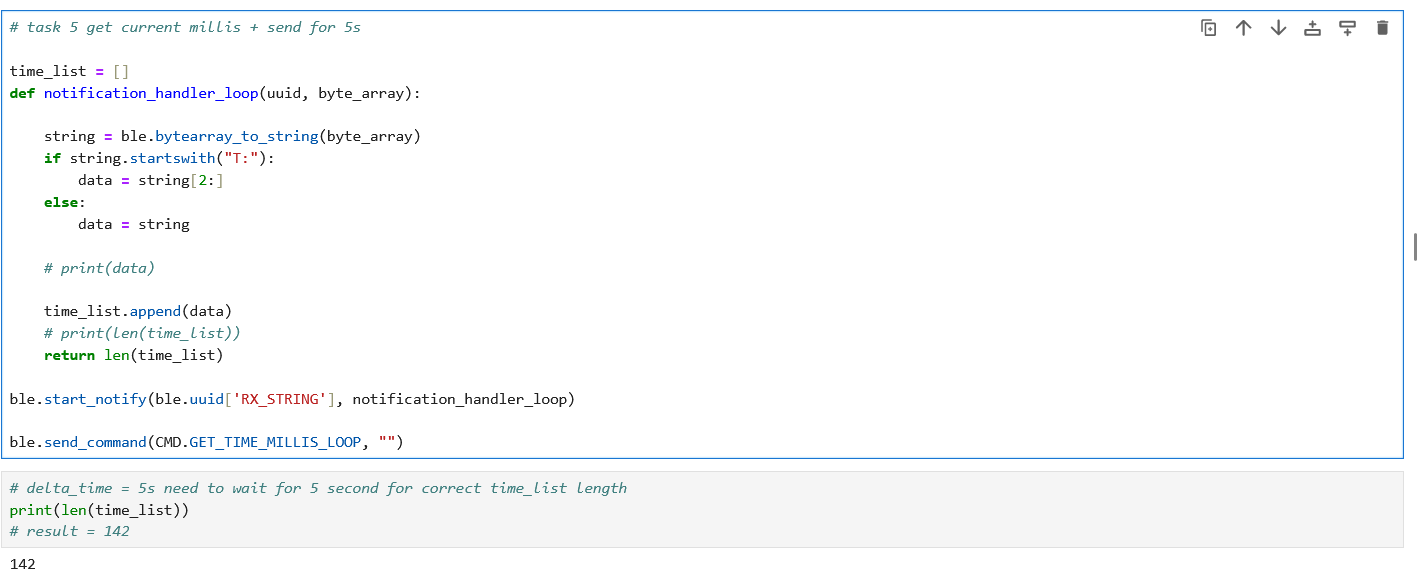 # task 5 get current millis + send for 5s
time_list = []
def notification_handler_loop(uuid, byte_array):
    string = ble.bytearray_to_string(byte_array)
    if string.startswith("T:"):
        data = string[2:]
    else:
        data = string
    # print(data)
    time_list.append(data)
    # print(len(time_list))
    return len(time_list)
ble.start_notify(ble.uuid['RX_STRING'], notification_handler_loop)
ble.send_command(CMD.GET_TIME_MILLIS_LOOP, "")
# delta_time = 5s need to wait for 5 second for correct time_list length
print(len(time_list))
# result = 142
142